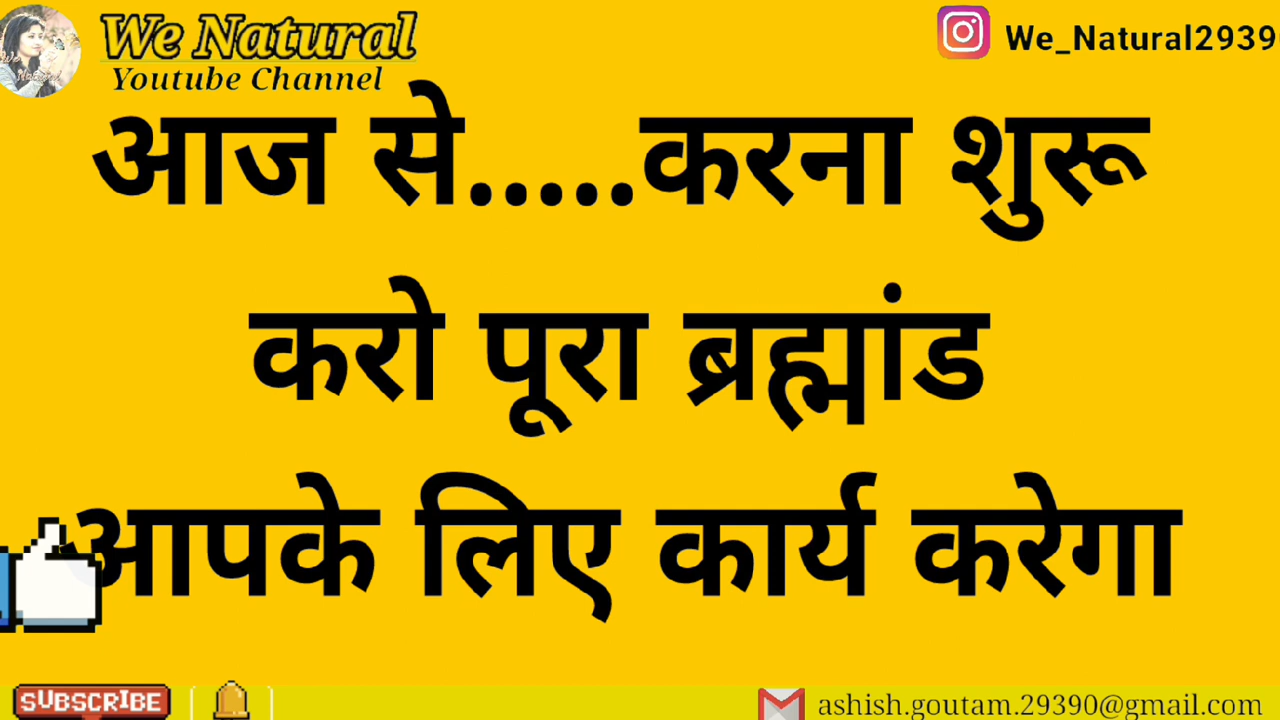 We Natural
Youtube Channel
We_Natural2939
आज से.....करना शुरू
करो पूरा ब्रह्मांड
आपके लिए कार्य करेगा
SUBSCRIBE
ashish.goutam.29390@gmail.com